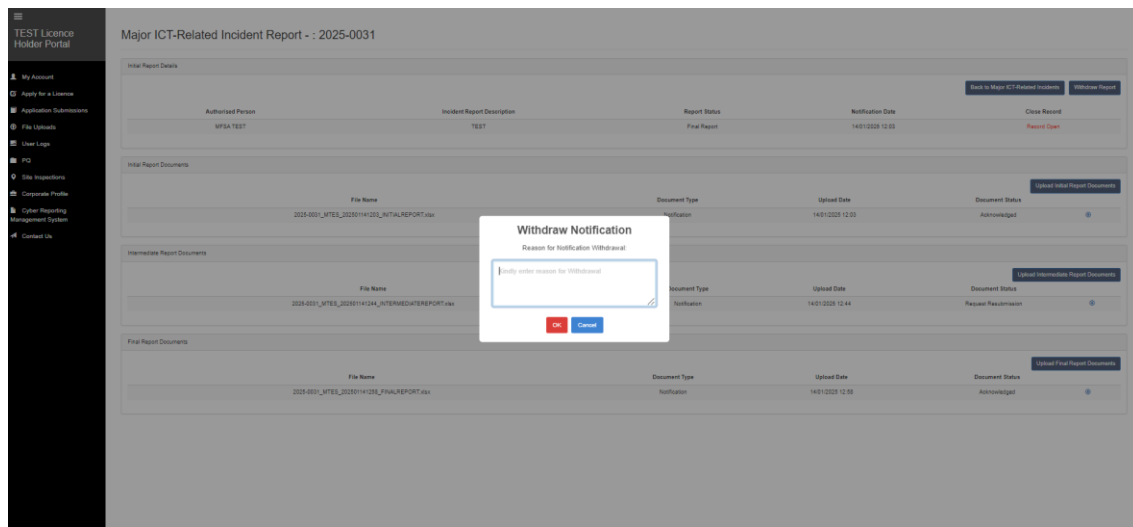 TEST Licence
Holder Portal
My Account
Apply for a Licence
Application Submissions
File Uploads
User Logs
PQ
Site Inspections
Corporate Profile
Cyber Reporting
Management System
Contact Us
Major ICT-Related Incident Report - : 2025-0031
Initial Report Details
Back to Major ICT-Related Incidents Withdraw Report
Authorised Person Incident Report Description Report Status Notification Date Close Record
MFSA TEST TEST Final Report 14/01/2025 12:03 Record Open
Initial Report Documents
Upload Initial Report Documents
File Name Document Type Upload Date Document Status
2025-0031_MTES_202501141203_INITIALREPORT.xlsx Notification 14/01/2025 12:03 Acknowledged
Withdraw Notification
Reason for Notification Withdrawal:
Kindly enter reason for Withdrawal
OK Cancel
Intermediate Report Documents
Upload Intermediate Report Documents
File Name Document Type Upload Date Document Status
2025-0031_MTES_202501141244_INTERMEDIATEREPORT.xlsx Notification 14/01/2025 12:44 Request Resubmission
Final Report Documents
Upload Final Report Documents
File Name Document Type Upload Date Document Status
Notification Acknowledged